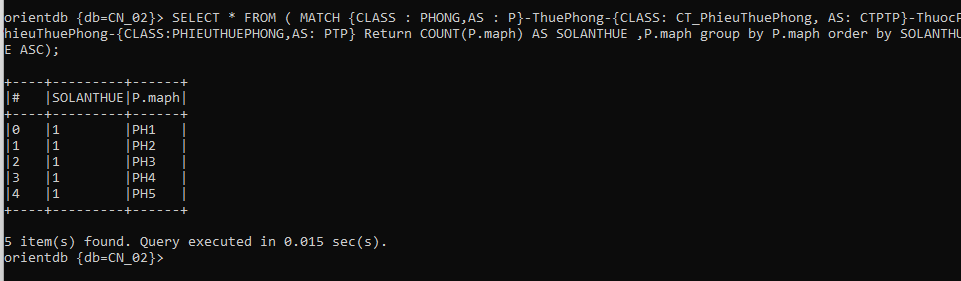 orientdb {db=CN_02}> SELECT * FROM ( MATCH {CLASS : PHONG,AS : P}-ThuePhong-{CLASS: CT_PhieuThuePhong, AS: CTPTP}-ThuocP
hieuThuePhong-{CLASS:PHIEUTHUEPHONG,AS: PTP} Return COUNT(P.maph) AS SOLANTHUE ,P.maph group by P.maph order by SOLANTHU
E ASC);
+----+---------+------+
|# |SOLANTHUE|P.maph|
+----+---------+------+
|0 |1 |PH1 |
|1 |1 |PH2 |
|2 |1 |PH3 |
|3 |1 |PH4 |
|4 |1 |PH5 |
+----+---------+------+
5 item(s) found. Query executed in 0.015 sec(s).
orientdb {db=CN_02}>